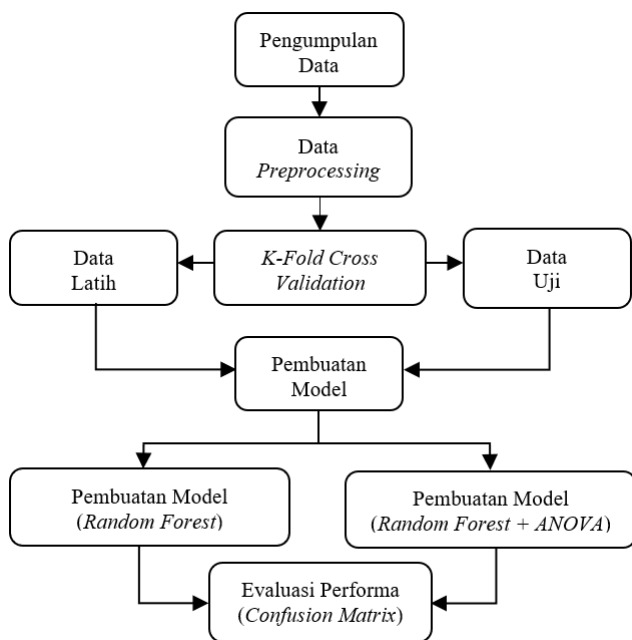 Pengumpulan
Data
Data
Preprocessing
Data
Latih
K-Fold Cross
Validation
Data
Uji
Pembuatan
Model
Pembuatan Model
(Random Forest)
Pembuatan Model
(Random Forest + ANOVA)
Evaluasi Performa
(Confusion Matrix)